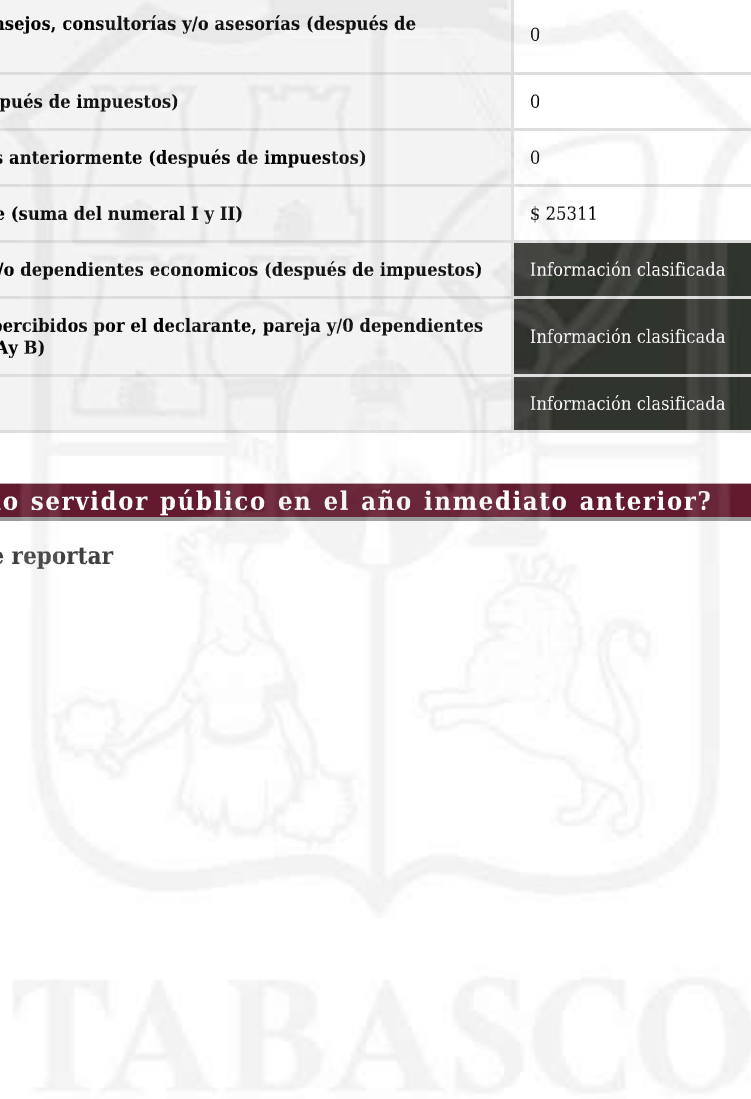 nsejos, consultorías y/o asesorías (después de
0
pués de impuestos)
0
s anteriormente (después de impuestos)
0
e (suma del numeral I y II)
$ 25311
/o dependientes economicos (después de impuestos)
Información clasificada
percibidos por el declarante, pareja y/0 dependientes
Ay B)
Información clasificada
Información clasificada
o servidor público en el año inmediato anterior?
e reportar
TABASCO